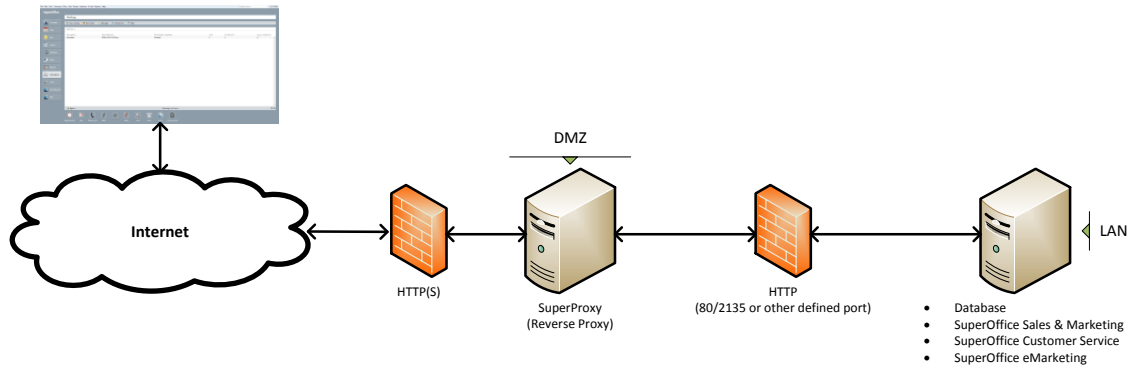 SuperOffice
Internet
HTTP(S)
DMZ
SuperProxy
(Reverse Proxy)
HTTP
(80/2135 or other defined port)
LAN
• Database
• SuperOffice Sales & Marketing
• SuperOffice Customer Service
• SuperOffice eMarketing